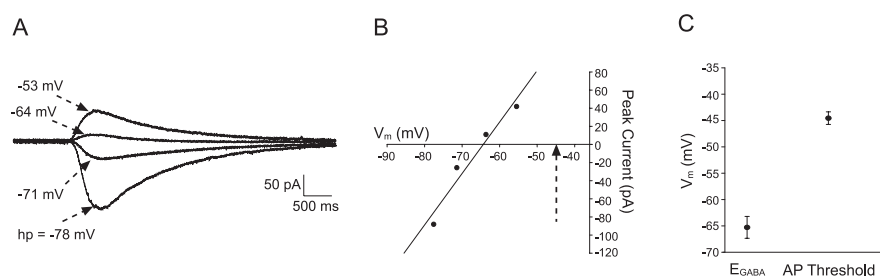 A
-53 mV
-64 mV
-71 mV
hp = -78 mV
50 pA
500 ms
B
Vm (mV)
-90
-80
-70
-60
-50
-40
80
60
40
20
0
-20
-40
-60
-80
-100
-120
Peak Current (pA)
C
Vm (mV)
-35
-40
-45
-50
-55
-60
-65
-70
EGABA
AP Threshold